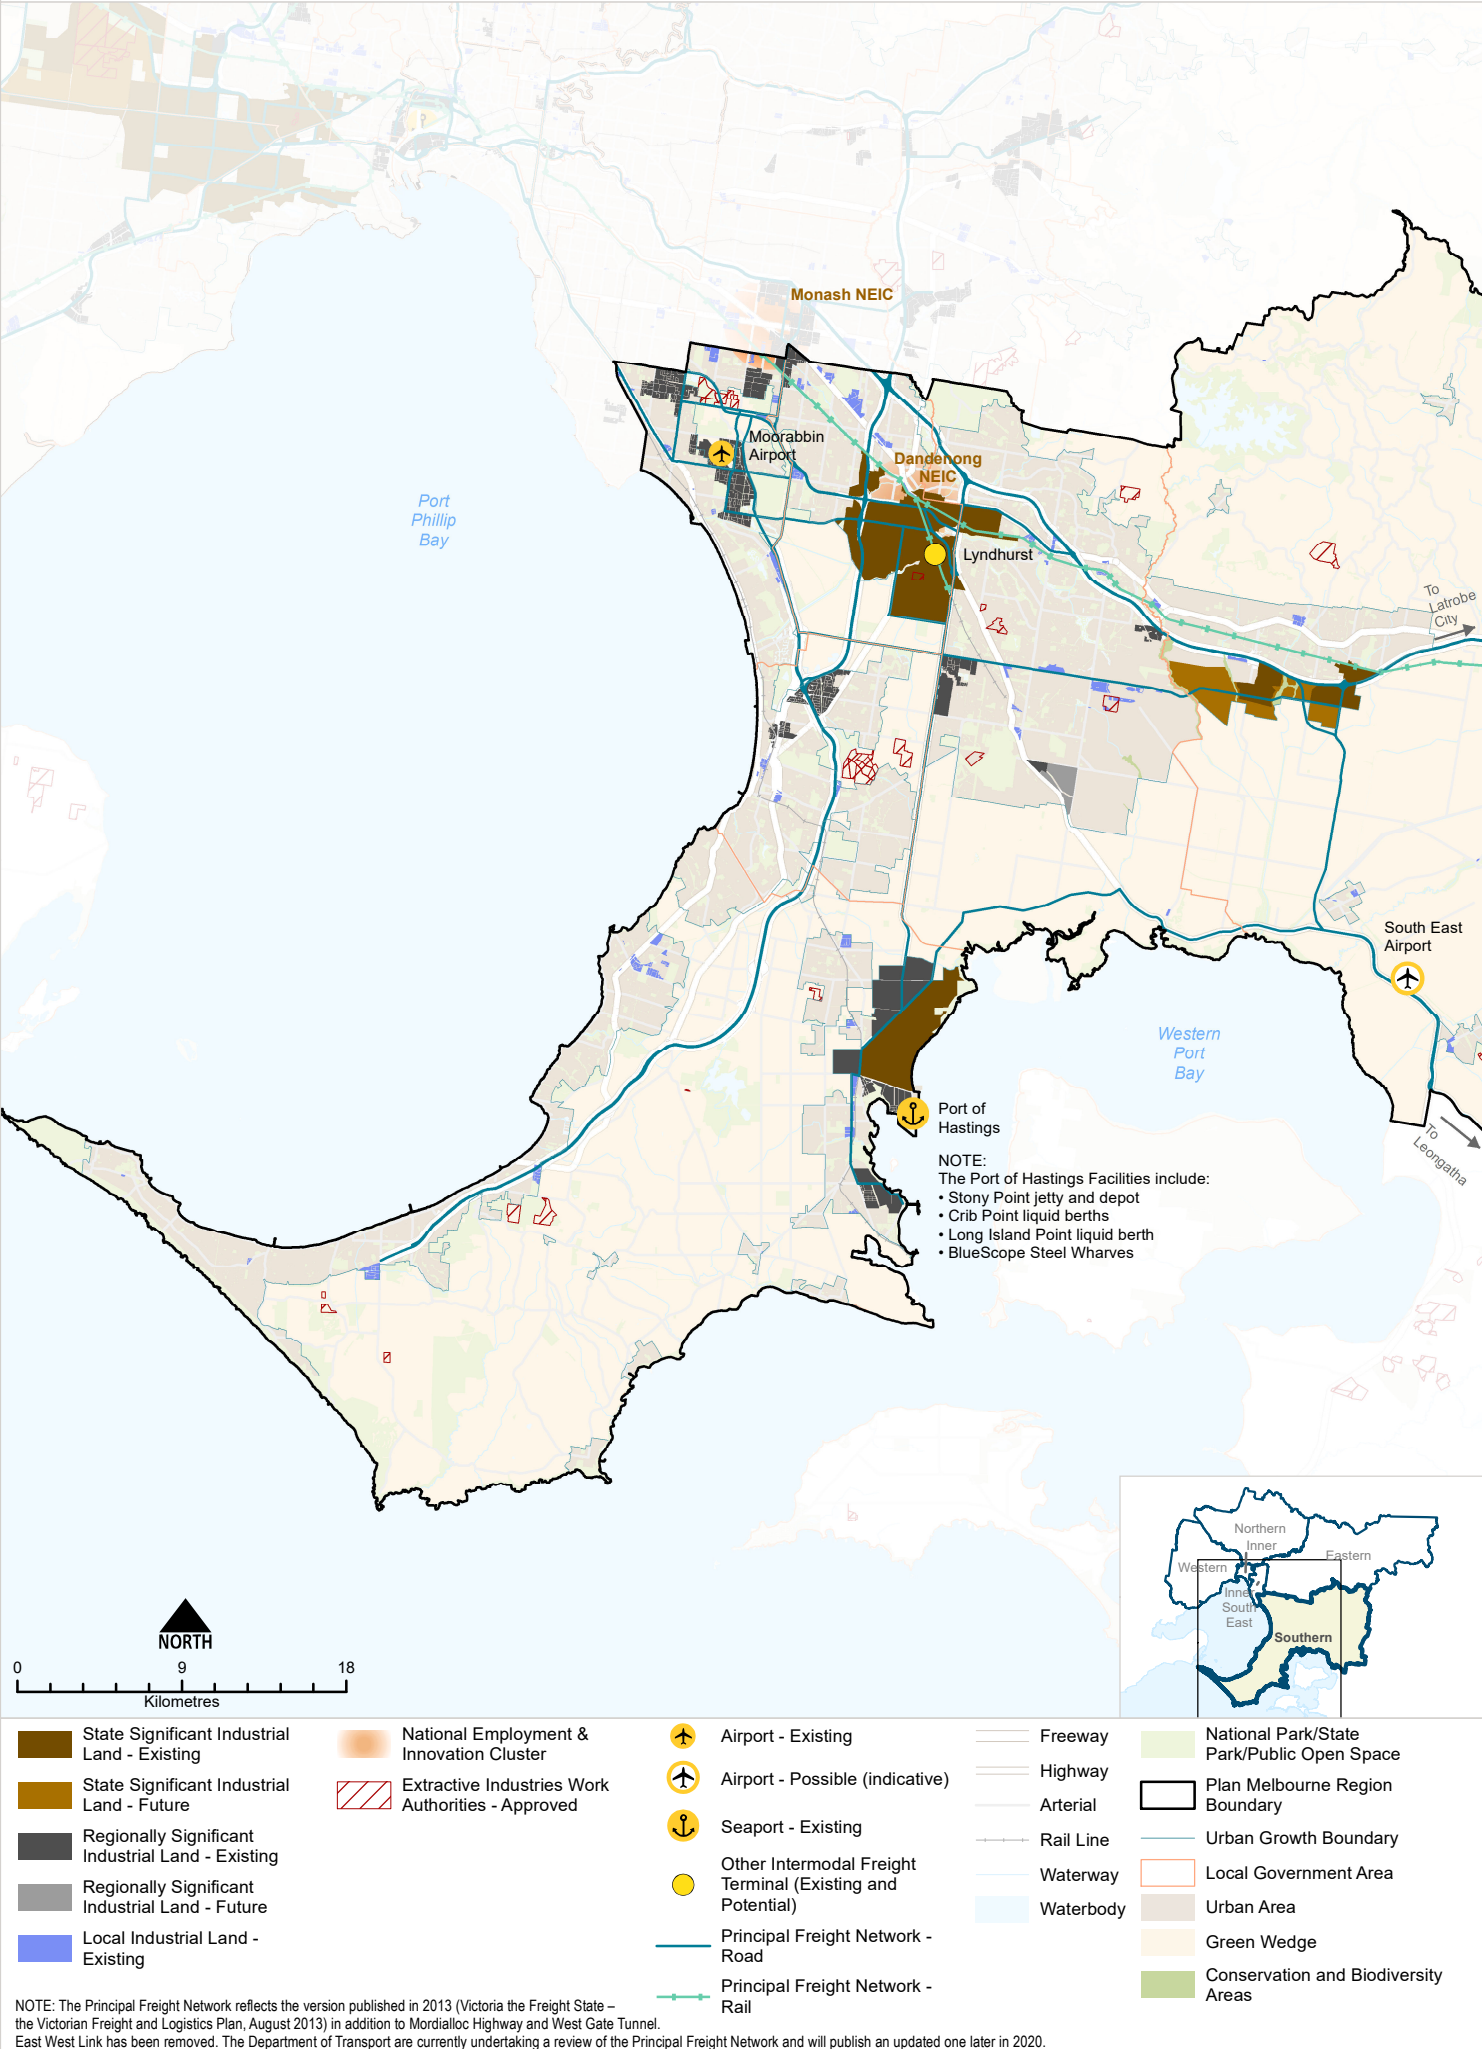 Monash NEIC
Moorabbin
Airport
Dandenong
NEIC
Port
Phillip
Bay
Lyndhurst
To
Latrobe
City
South East
Airport
Western
Port
Bay
Port of
Hastings
To
Leongatha
NOTE:
The Port of Hastings Facilities include:
• Stony Point jetty and depot
• Crib Point liquid berths
• Long Island Point liquid berth
• BlueScope Steel Wharves
Northern
Inner
Western
Eastern
Inner
South
East
Southern
NORTH
0 9 18
Kilometres
State Significant Industrial
Land - Existing
State Significant Industrial
Land - Future
Regionally Significant
Industrial Land - Existing
Regionally Significant
Industrial Land - Future
Local Industrial Land -
Existing
National Employment &
Innovation Cluster
Extractive Industries Work
Authorities - Approved
Airport - Existing
Airport - Possible (indicative)
Seaport - Existing
Other Intermodal Freight
Terminal (Existing and
Potential)
Principal Freight Network -
Road
Principal Freight Network -
Rail
Freeway
Highway
Arterial
Rail Line
Waterway
Waterbody
National Park/State
Park/Public Open Space
Plan Melbourne Region
Boundary
Urban Growth Boundary
Local Government Area
Urban Area
Green Wedge
Conservation and Biodiversity
Areas
NOTE: The Principal Freight Network reflects the version published in 2013 (Victoria the Freight State –
the Victorian Freight and Logistics Plan, August 2013) in addition to Mordialloc Highway and West Gate Tunnel.
East West Link has been removed. The Department of Transport are currently undertaking a review of the Principal Freight Network and will publish an updated one later in 2020.